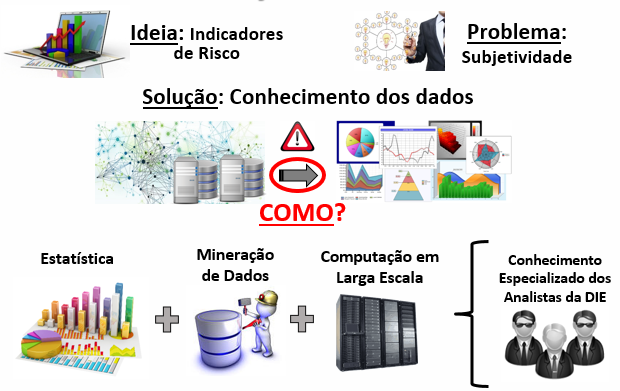 Ideia: Indicadores
de Risco
Problema:
Subjetividade
Solução: Conhecimento dos dados
COMO?
Estatística
Mineração
de Dados
Computação em
Larga Escala
Conhecimento
Especializado dos
Analistas da DIE